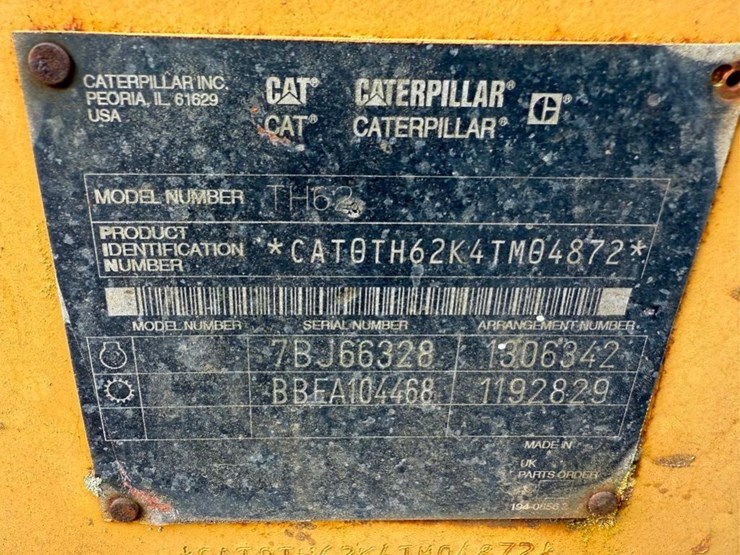 CATERPILLAR INC.
PEORIA, IL 61629
USA
CAT® CATERPILLAR® C®
CAT® CATERPILLAR®
MODEL NUMBER TH62
PRODUCT
IDENTIFICATION
NUMBER
*CAT0TH62K4TM04872*
MODEL NUMBER SERIAL NUMBER ARRANGEMENT NUMBER
7BJ66328 1306342
BBEA104468 1192829
MADE IN
UK
PARTS ORDER
*CAT0TH62K4TM04872*